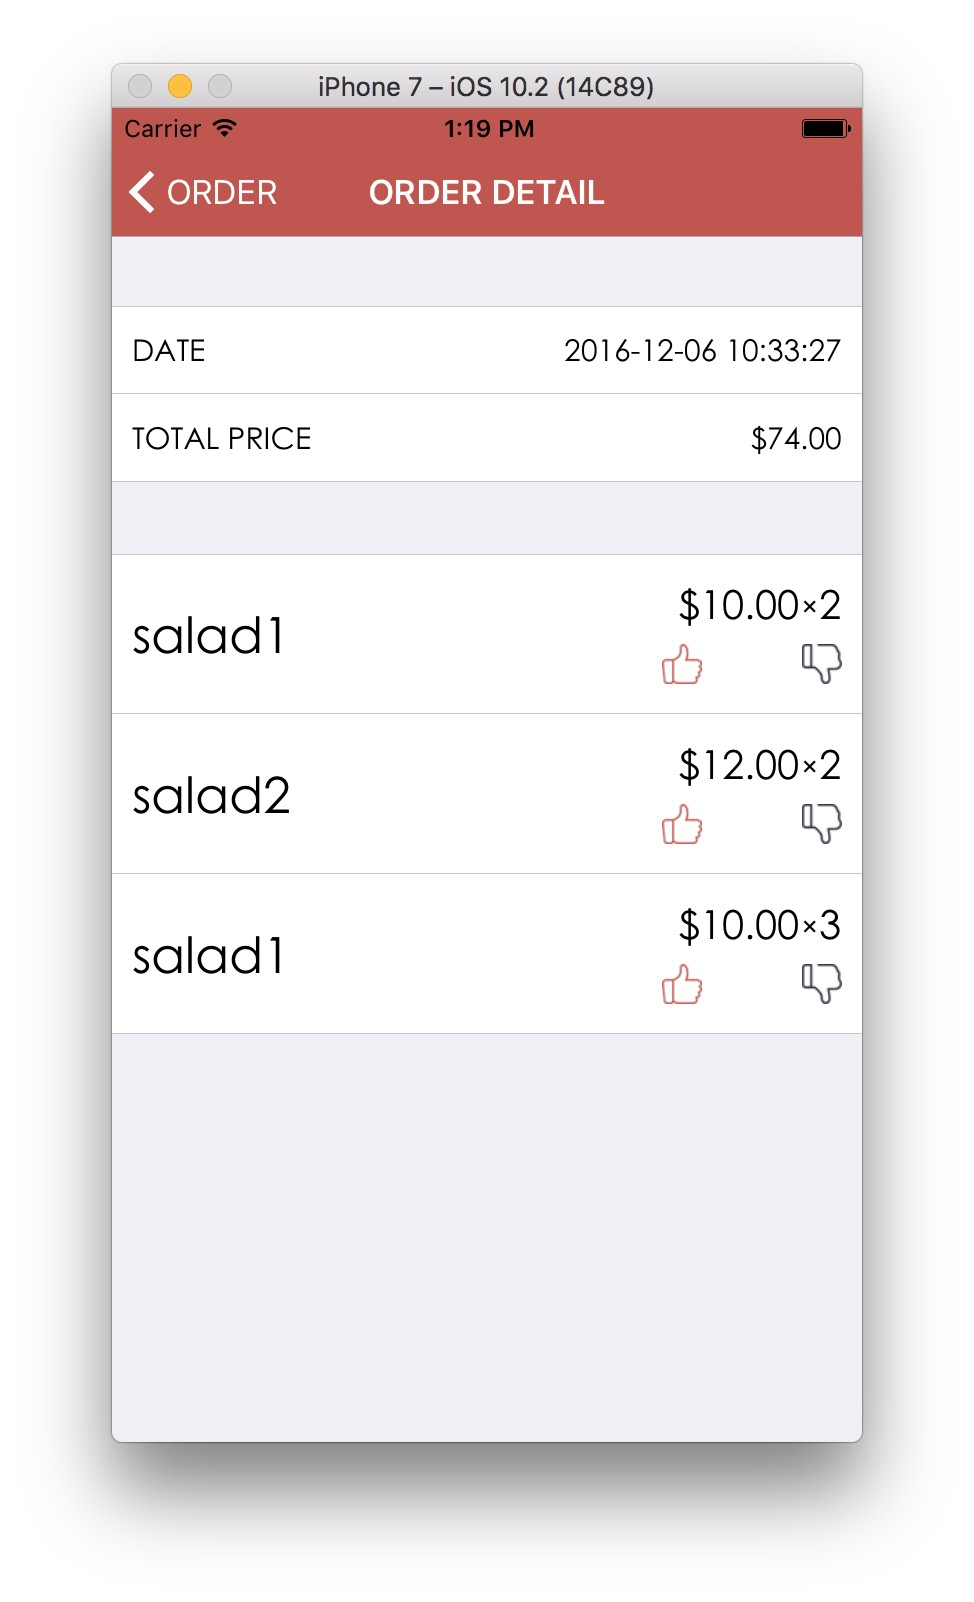 iPhone 7 – iOS 10.2 (14C89)
Carrier 1:19 PM
ORDER ORDER DETAIL
DATE 2016-12-06 10:33:27
TOTAL PRICE $74.00
salad1 $10.00×2
salad2 $12.00×2
salad1 $10.00×3